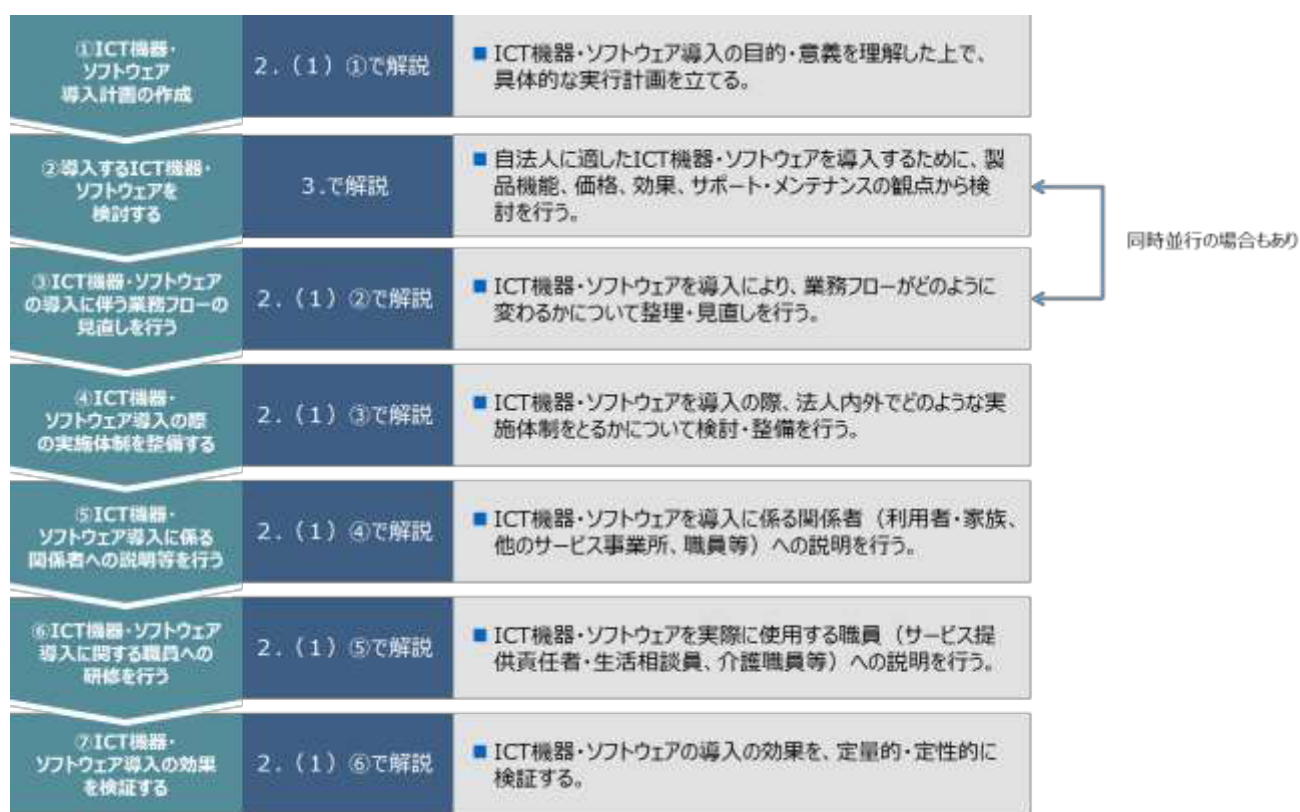 ①ICT機器・
ソフトウェア
導入計画の作成
2.（1）①で解説
■ICT機器・ソフトウェア導入の目的・意義を理解した上で、
具体的な実行計画を立てる。
②導入するICT機器・
ソフトウェアを
検討する
3.で解説
■自法人に適したICT機器・ソフトウェアを導入するために、製
品機能、価格、効果、サポート・メンテナンスの観点から検
討を行う。
同時並行の場合もあり
③ICT機器・ソフトウェア
の導入に伴う業務フローの
見直しを行う
2.（1）②で解説
■ICT機器・ソフトウェアを導入により、業務フローがどのように
変わるかについて整理・見直しを行う。
④ICT機器・
ソフトウェア導入の際
の実施体制を整備する
2.（1）③で解説
■ICT機器・ソフトウェアを導入の際、法人内外でどのような実
施体制をとるかについて検討・整備を行う。
⑤ICT機器・
ソフトウェア導入に係る
関係者への説明等を行う
2.（1）④で解説
■ICT機器・ソフトウェアを導入に係る関係者（利用者・家族、
他のサービス事業所、職員等）への説明を行う。
⑥ICT機器・ソフトウェア
導入に関する職員への
研修を行う
2.（1）⑤で解説
■ICT機器・ソフトウェアを実際に使用する職員（サービス提
供責任者・生活相談員、介護職員等）への説明を行う。
⑦ICT機器・
ソフトウェア導入の効果
を検証する
2.（1）⑥で解説
■ICT機器・ソフトウェアの導入の効果を、定量的・定性的に
検証する。